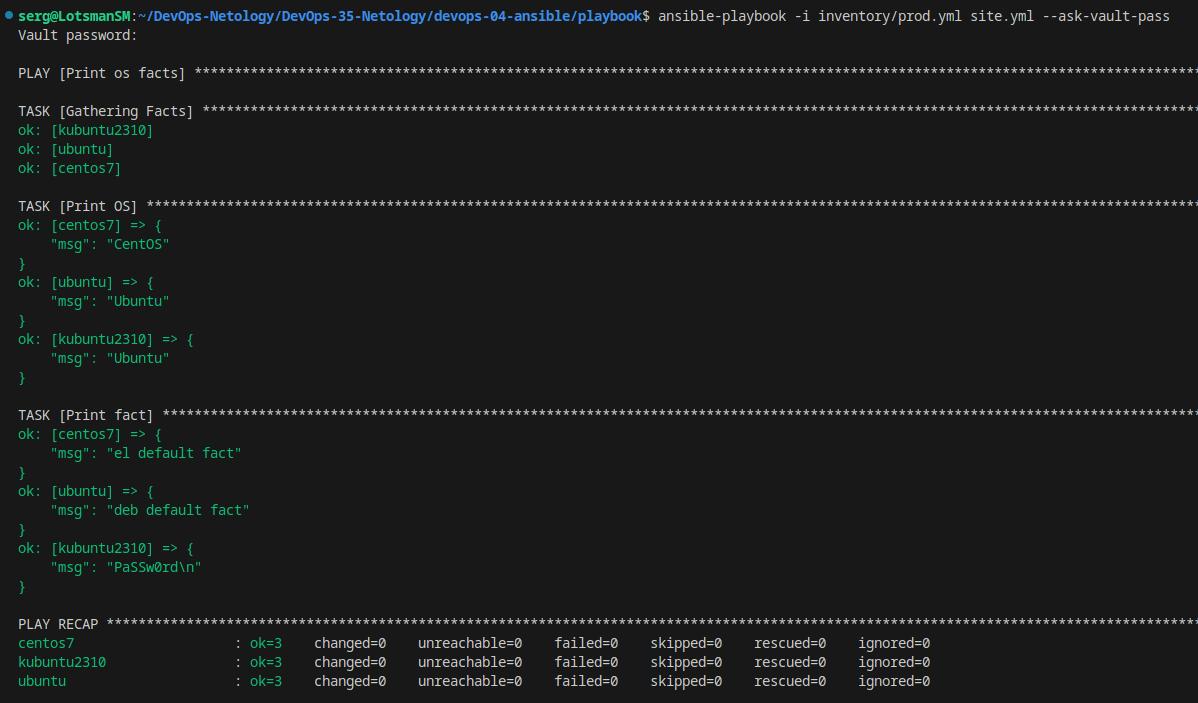 serg@LotsmanSM:~/DevOps-Netology/DevOps-35-Netology/devops-04-ansible/playbook$ ansible-playbook -i inventory/prod.yml site.yml --ask-vault-pass
Vault password:
PLAY [Print os facts] *****************************************************************************************************************************
TASK [Gathering Facts] ****************************************************************************************************************************
ok: [kubuntu2310]
ok: [ubuntu]
ok: [centos7]
TASK [Print OS] ***********************************************************************************************************************************
ok: [centos7] => {
    "msg": "CentOS"
}
ok: [ubuntu] => {
    "msg": "Ubuntu"
}
ok: [kubuntu2310] => {
    "msg": "Ubuntu"
}
TASK [Print fact] *********************************************************************************************************************************
ok: [centos7] => {
    "msg": "el default fact"
}
ok: [ubuntu] => {
    "msg": "deb default fact"
}
ok: [kubuntu2310] => {
    "msg": "PaSSw0rd\n"
}
PLAY RECAP ****************************************************************************************************************************************
centos7                    : ok=3    changed=0    unreachable=0    failed=0    skipped=0    rescued=0    ignored=0
kubuntu2310                : ok=3    changed=0    unreachable=0    failed=0    skipped=0    rescued=0    ignored=0
ubuntu                     : ok=3    changed=0    unreachable=0    failed=0    skipped=0    rescued=0    ignored=0